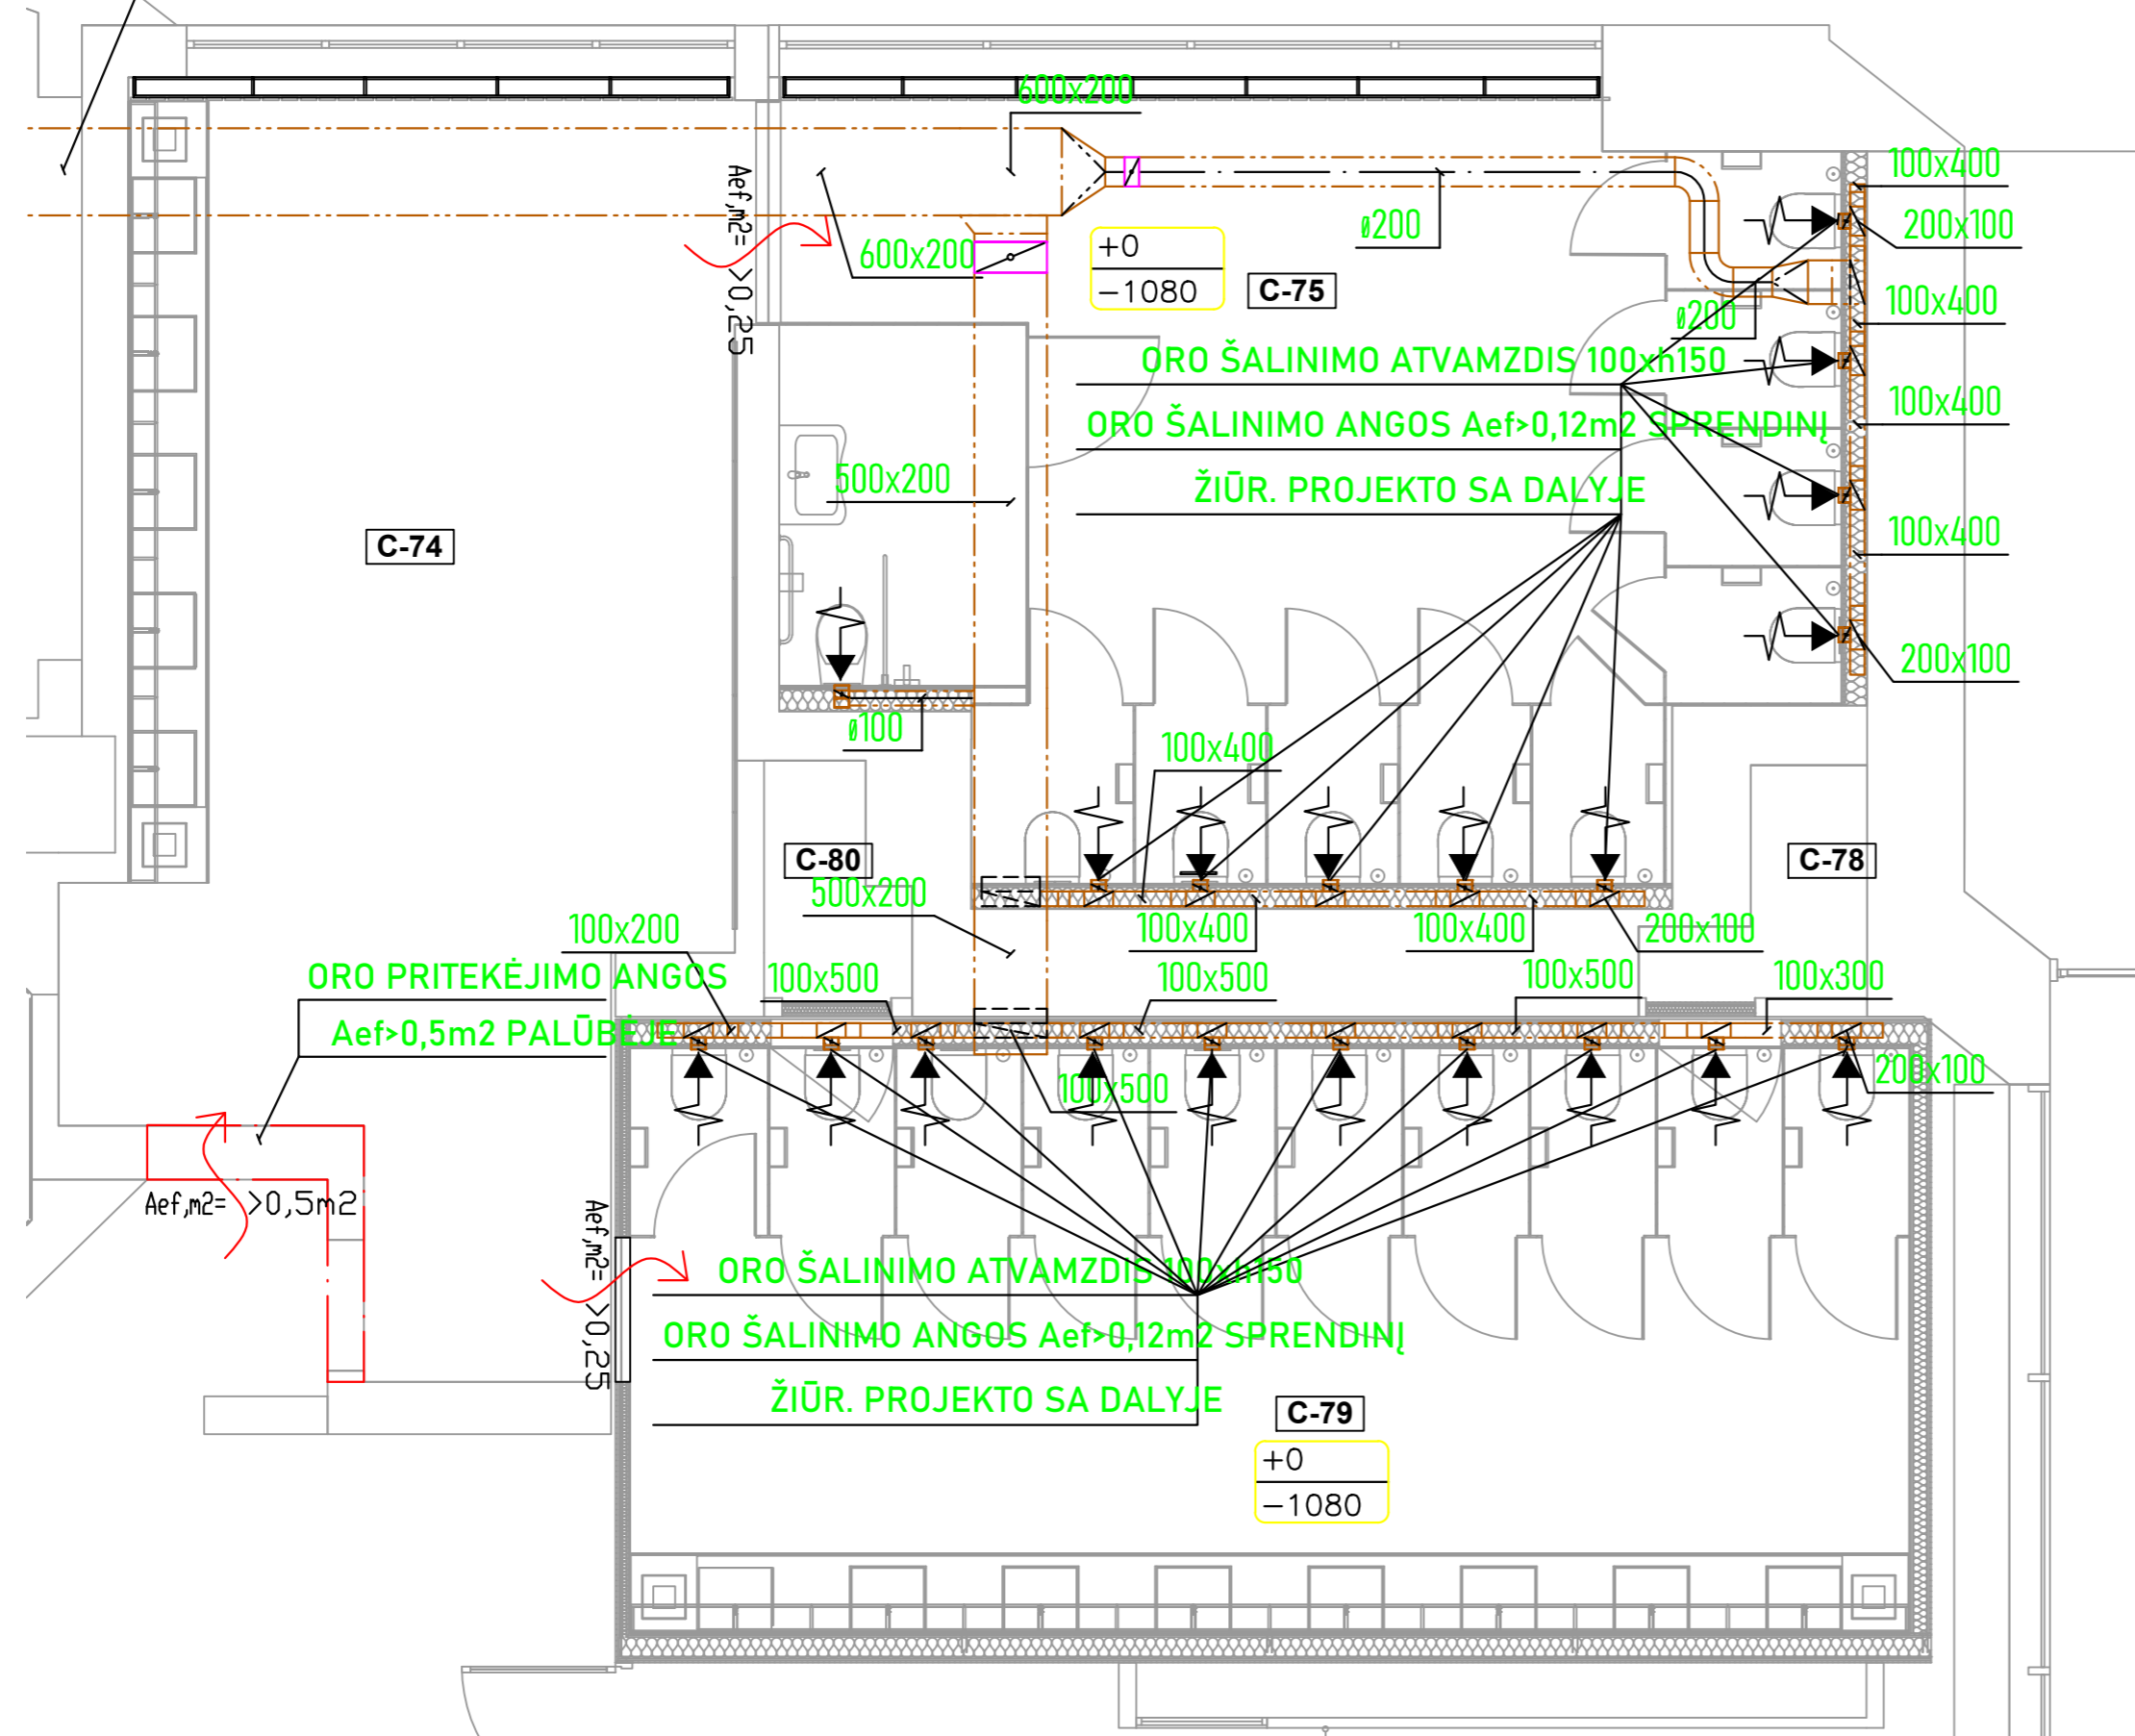 600x200
100x400
200x100
ø200
600x200
+0
-1080
C-75
Aef,m2= >0,25
100x400
ø200
ORO ŠALINIMO ATVAMZDIS 100xh150
100x400
ORO ŠALINIMO ANGOS Aef>0,12m2 SPRENDINĮ
500x200
ŽIŪR. PROJEKTO SA DALYJE
100x400
C-74
200x100
ø100
100x400
C-80
C-78
500x200
100x200
100x400
100x400
200x100
ORO PRITEKĖJIMO ANGOS
100x500
100x500
100x500
100x300
Aef>0,5m2 PALŪBĖJE
100x500
200x100
Aef,m2= >0,5m2
Aef,m2= >0,25
ORO ŠALINIMO ATVAMZDIS 100xh150
ORO ŠALINIMO ANGOS Aef>0,12m2 SPRENDINĮ
ŽIŪR. PROJEKTO SA DALYJE
C-79
+0
-1080